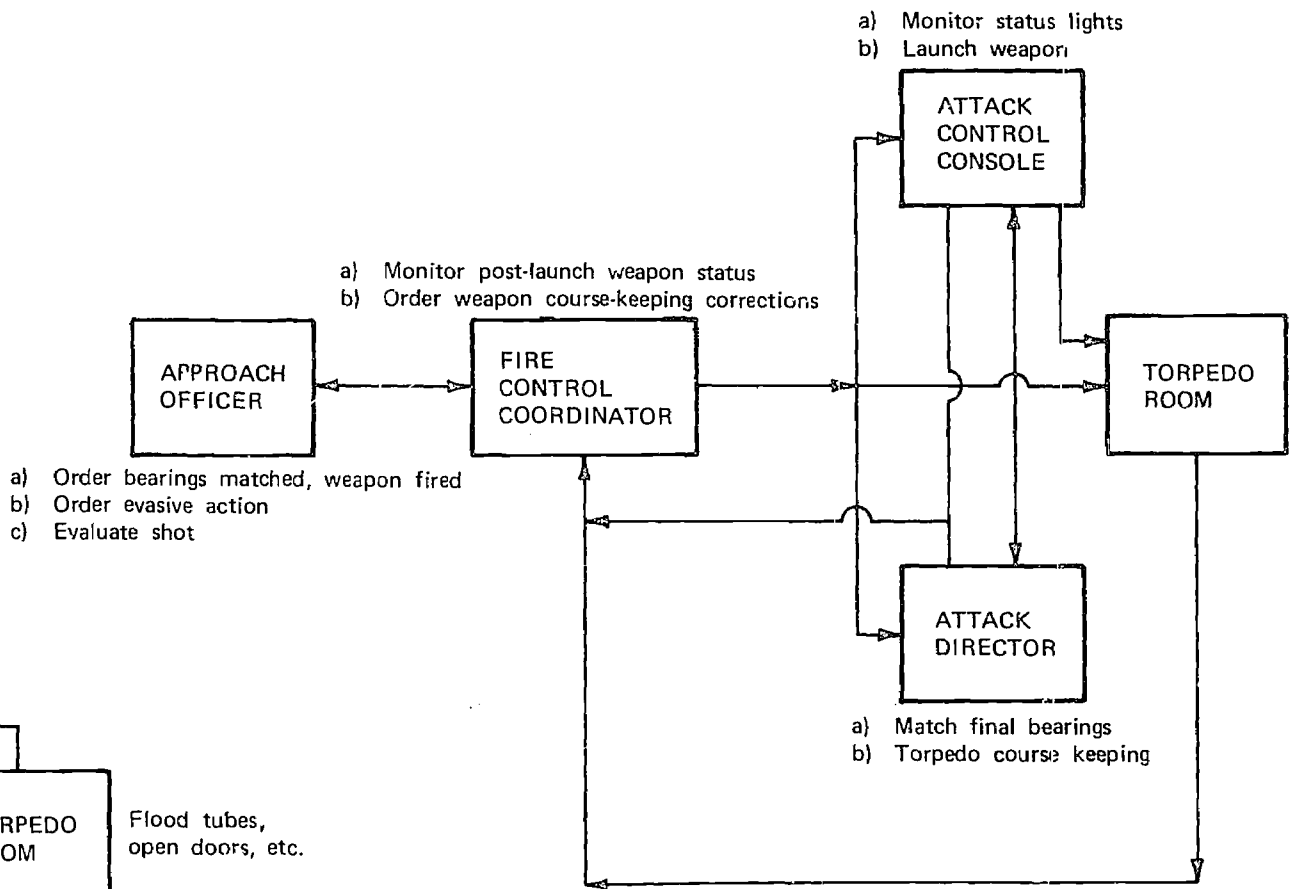 a) Monitor status lights
b) Launch weapon
ATTACK
CONTROL
CONSOLE
a) Monitor post-launch weapon status
b) Order weapon course-keeping corrections
APPROACH
OFFICER
FIRE
CONTROL
COORDINATOR
TORPEDO
ROOM
a) Order bearings matched, weapon fired
b) Order evasive action
c) Evaluate shot
ATTACK
DIRECTOR
a) Match final bearings
b) Torpedo course keeping
RPEDO
OM
Flood tubes,
open doors, etc.